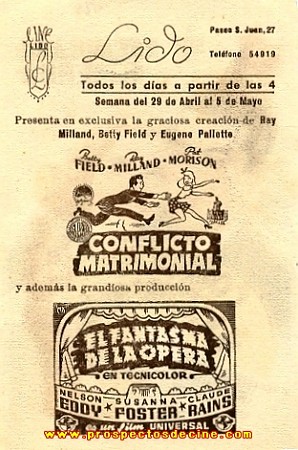 CINE
LIDO
Lido
Paseo S. Juan, 27
Teléfono 54919
Todos los días a partir de las 4
Semana del 29 de Abril al 5 de Mayo
Presenta en exclusiva la graciosa creación de Ray
Milland, Betty Field y Eugene Pallette
Betty Ray Pat
FIELD • MILLAND • MORISON
CONFLICTO
MATRIMONIAL
y además la grandiosa producción
EL FANTASMA
DE LA OPERA
EN TECNICOLOR
NELSON SUSANNA CLAUDE
EDDY FOSTER RAINS
es un film UNIVERSAL
www.prospectosdecine.com